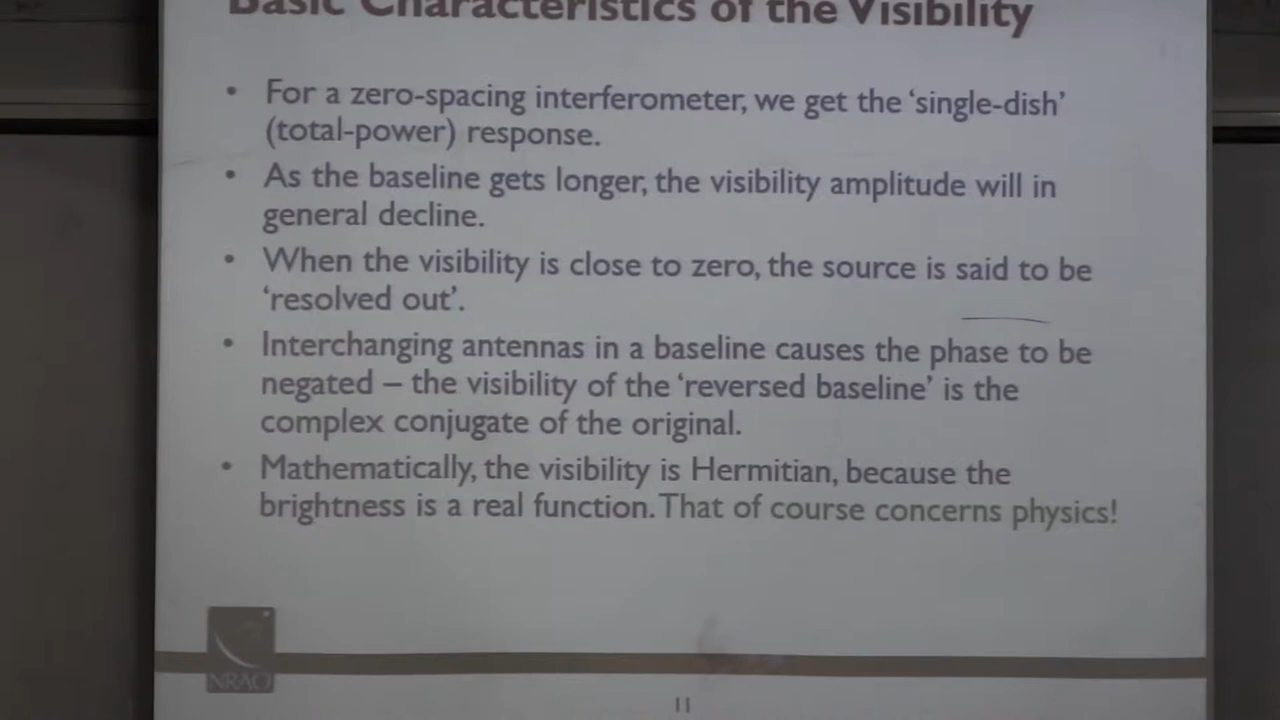 Basic Characteristics of the Visibility
• For a zero-spacing interferometer, we get the ‘single-dish’
(total-power) response.
• As the baseline gets longer, the visibility amplitude will in
general decline.
• When the visibility is close to zero, the source is said to be
‘resolved out’.
• Interchanging antennas in a baseline causes the phase to be
negated – the visibility of the ‘reversed baseline’ is the
complex conjugate of the original.
• Mathematically, the visibility is Hermitian, because the
brightness is a real function. That of course concerns physics!
NRAO
11